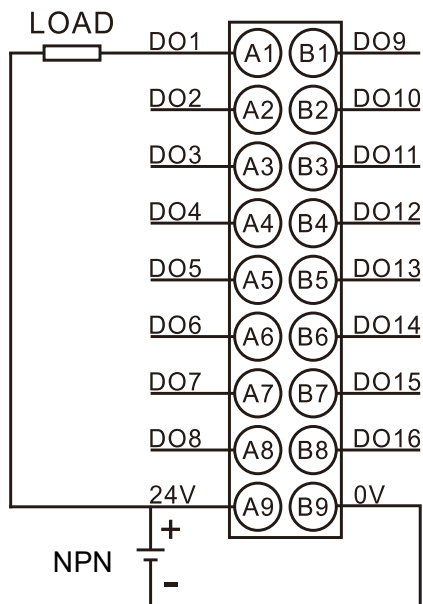 LOAD
DO1 A1 B1 DO9
DO2 A2 B2 DO10
DO3 A3 B3 DO11
DO4 A4 B4 DO12
DO5 A5 B5 DO13
DO6 A6 B6 DO14
DO7 A7 B7 DO15
DO8 A8 B8 DO16
24V A9 B9 0V
+
NPN
-